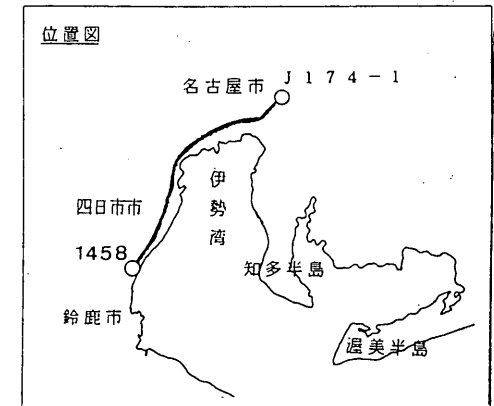 位置図
J174-1
名古屋市
伊勢湾
四日市市
1458
知多半島
鈴鹿市
渥美半島